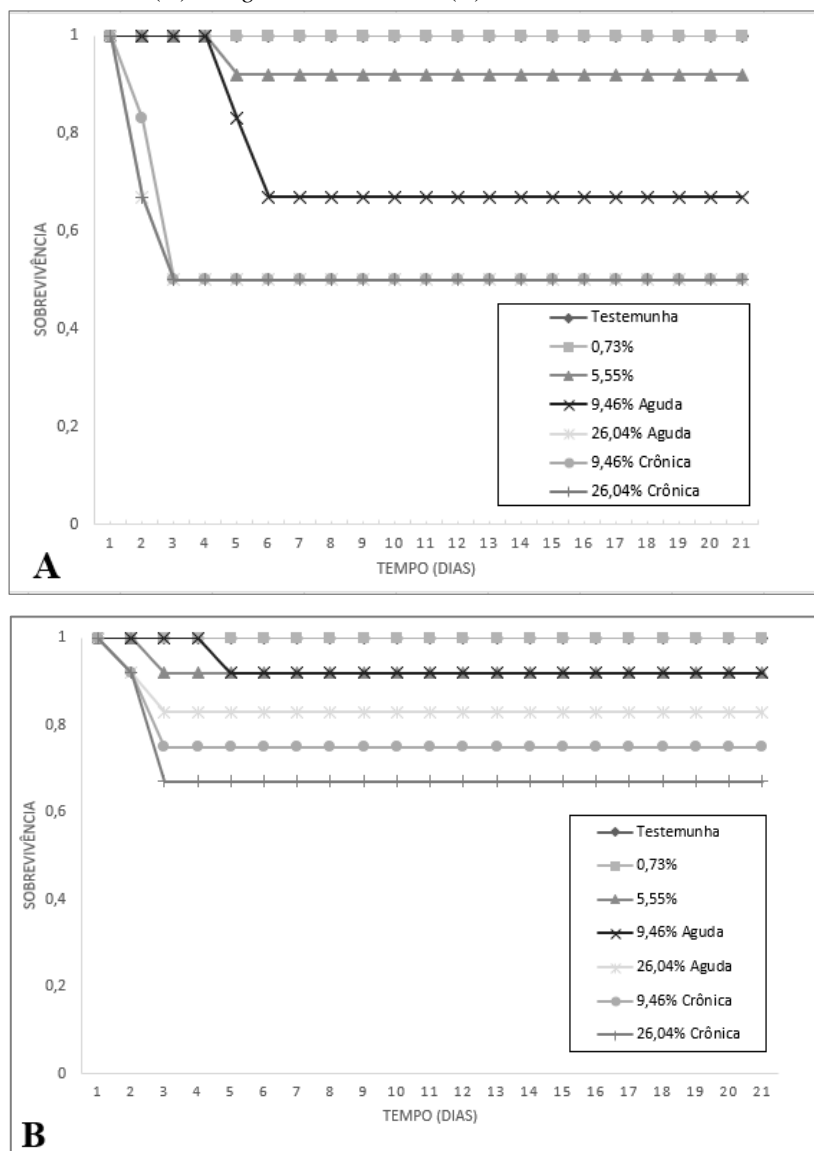 1
0,8
0,6
0,4
0,2
0
SOBREVIVÊNCIA
Testemunha
0,73%
5,55%
9,46% Aguda
26,04% Aguda
9,46% Crônica
26,04% Crônica
1 2 3 4 5 6 7 8 9 10 11 12 13 14 15 16 17 18 19 20 21
TEMPO (DIAS)
A
1
0,8
0,6
0,4
0,2
0
SOBREVIVÊNCIA
Testemunha
0,73%
5,55%
9,46% Aguda
26,04% Aguda
9,46% Crônica
26,04% Crônica
1 2 3 4 5 6 7 8 9 10 11 12 13 14 15 16 17 18 19 20 21
TEMPO (DIAS)
B